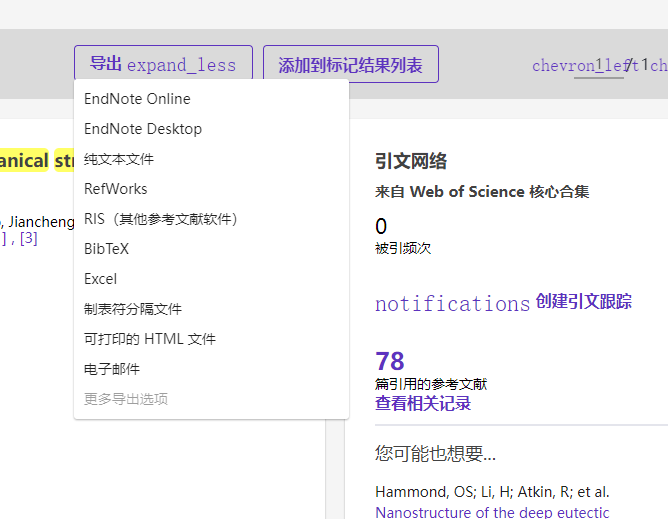 导出 expand_less
添加到标记结果列表
chevron_left
1 / 1 ch
EndNote Online
EndNote Desktop
纯文本文件
RefWorks
RIS（其他参考文献软件）
BibTeX
Excel
制表符分隔文件
可打印的 HTML 文件
电子邮件
更多导出选项
anical str
, Jiancheng
] , [3]
引文网络
来自 Web of Science 核心合集
0
被引频次
notifications 创建引文跟踪
78
篇引用的参考文献
查看相关记录
您可能也想要...
Hammond, OS; Li, H; Atkin, R; et al.
Nanostructure of the deep eutectic